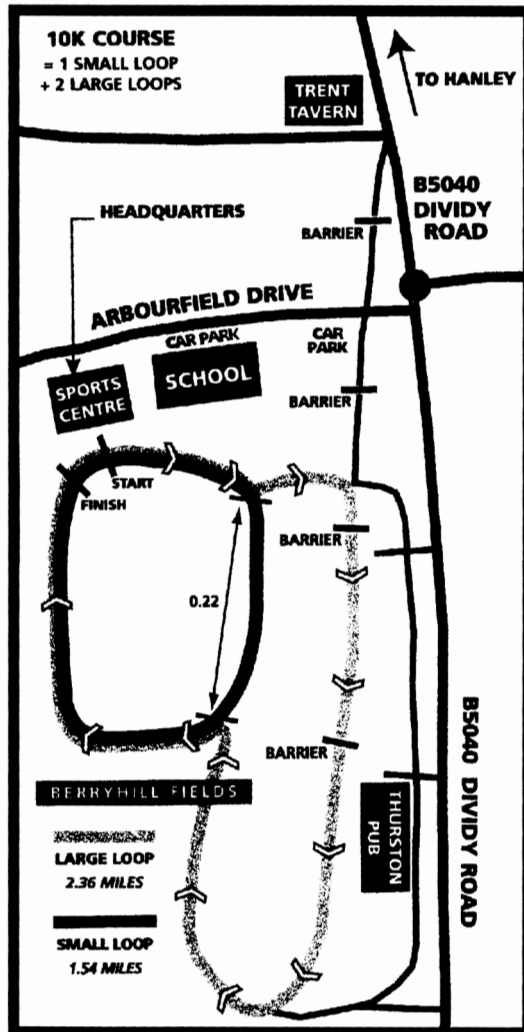 10K COURSE
= 1 SMALL LOOP
+ 2 LARGE LOOPS
TO HANLEY
TRENT
TAVERN
B5040
DIVIDY
ROAD
HEADQUARTERS
BARRIER
ARBOURFIELD DRIVE
CAR PARK
SCHOOL
CAR
PARK
SPORTS
CENTRE
BARRIER
START
FINISH
BARRIER
0.22
BARRIER
BERRYHILL FIELDS
B5040 DIVIDY ROAD
THURSTON
PUB
LARGE LOOP
2.36 MILES
SMALL LOOP
1.54 MILES